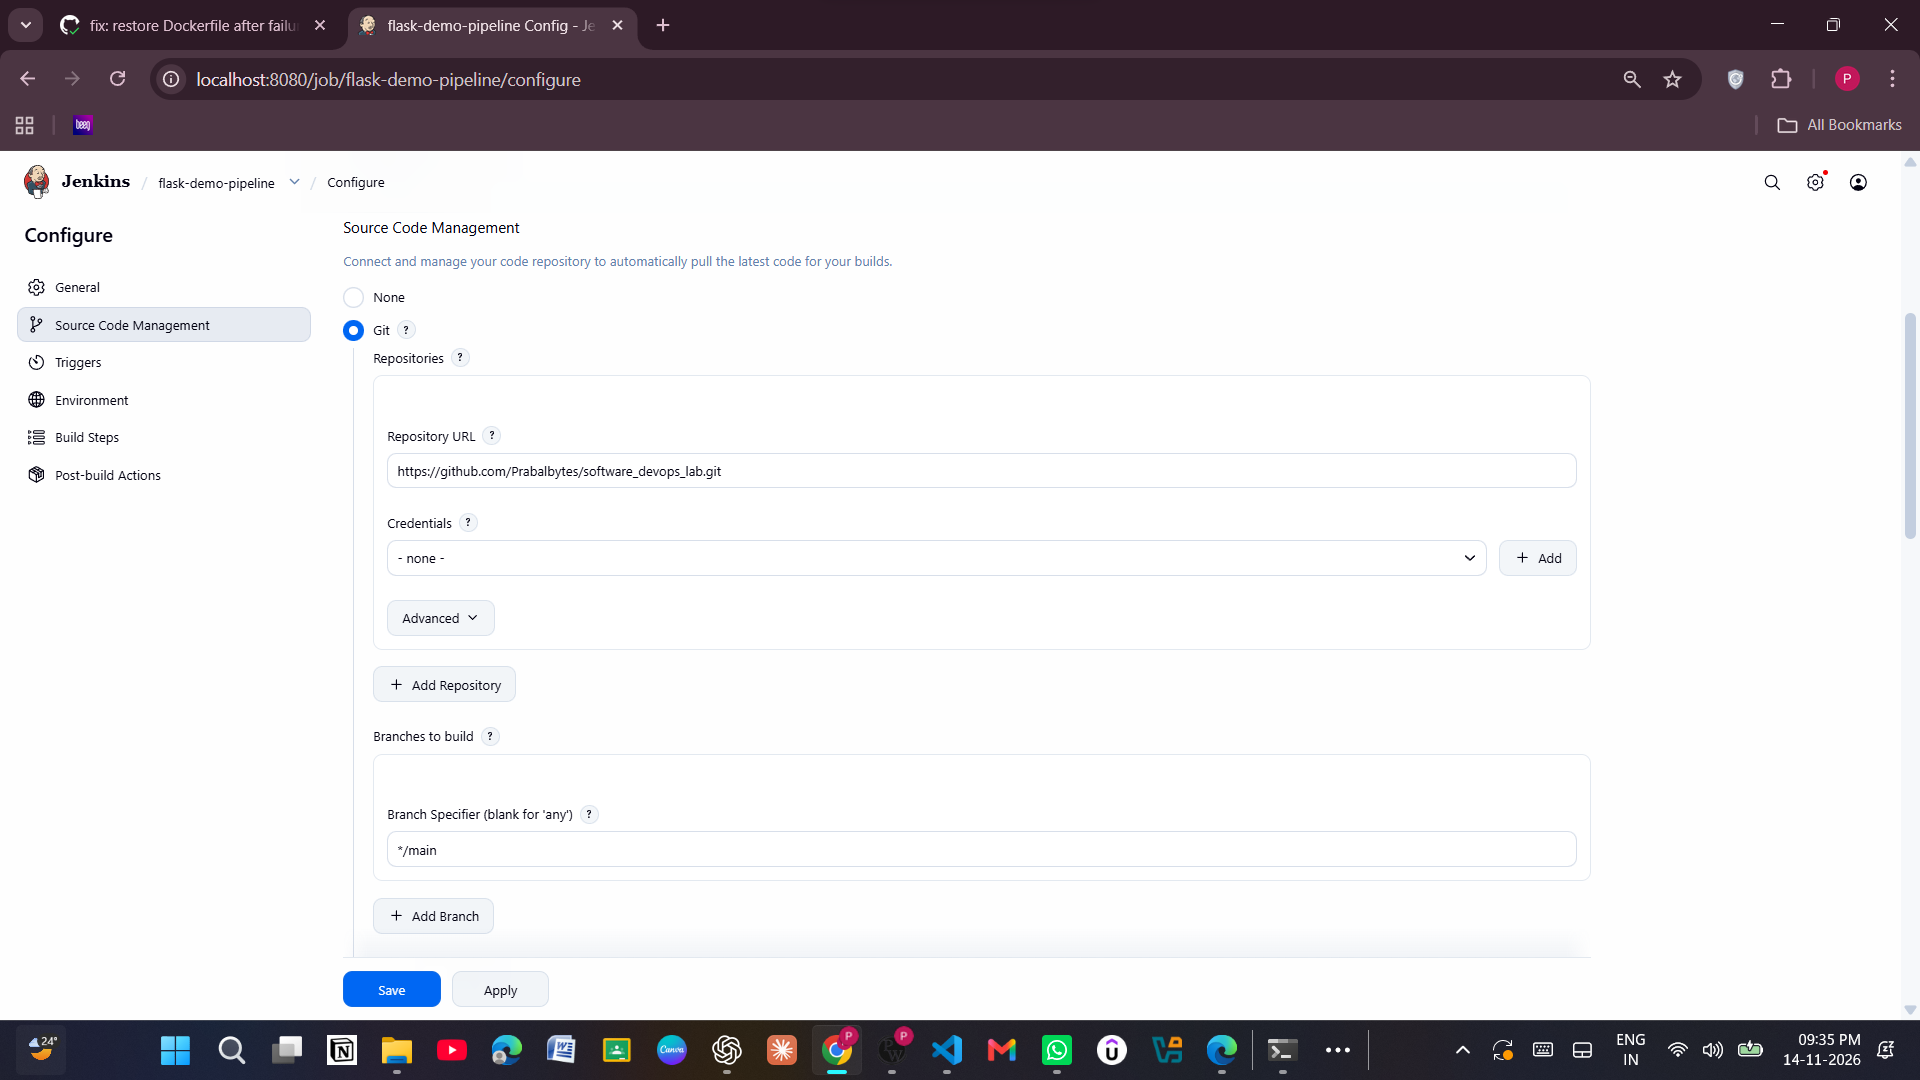 fix: restore Dockerfile after failu
flask-demo-pipeline Config - Je
localhost:8080/job/flask-demo-pipeline/configure
P
beeg
All Bookmarks
Jenkins / flask-demo-pipeline / Configure
Configure
General
Source Code Management
Triggers
Environment
Build Steps
Post-build Actions
Source Code Management
Connect and manage your code repository to automatically pull the latest code for your builds.
None
Git ?
Repositories ?
Repository URL ?
https://github.com/Prabalbytes/software_devops_lab.git
Credentials ?
- none -
+ Add
Advanced
+ Add Repository
Branches to build ?
Branch Specifier (blank for 'any') ?
*/main
+ Add Branch
Save
Apply
24°
Canva
P
P
ENG
IN
09:35 PM
14-11-2026